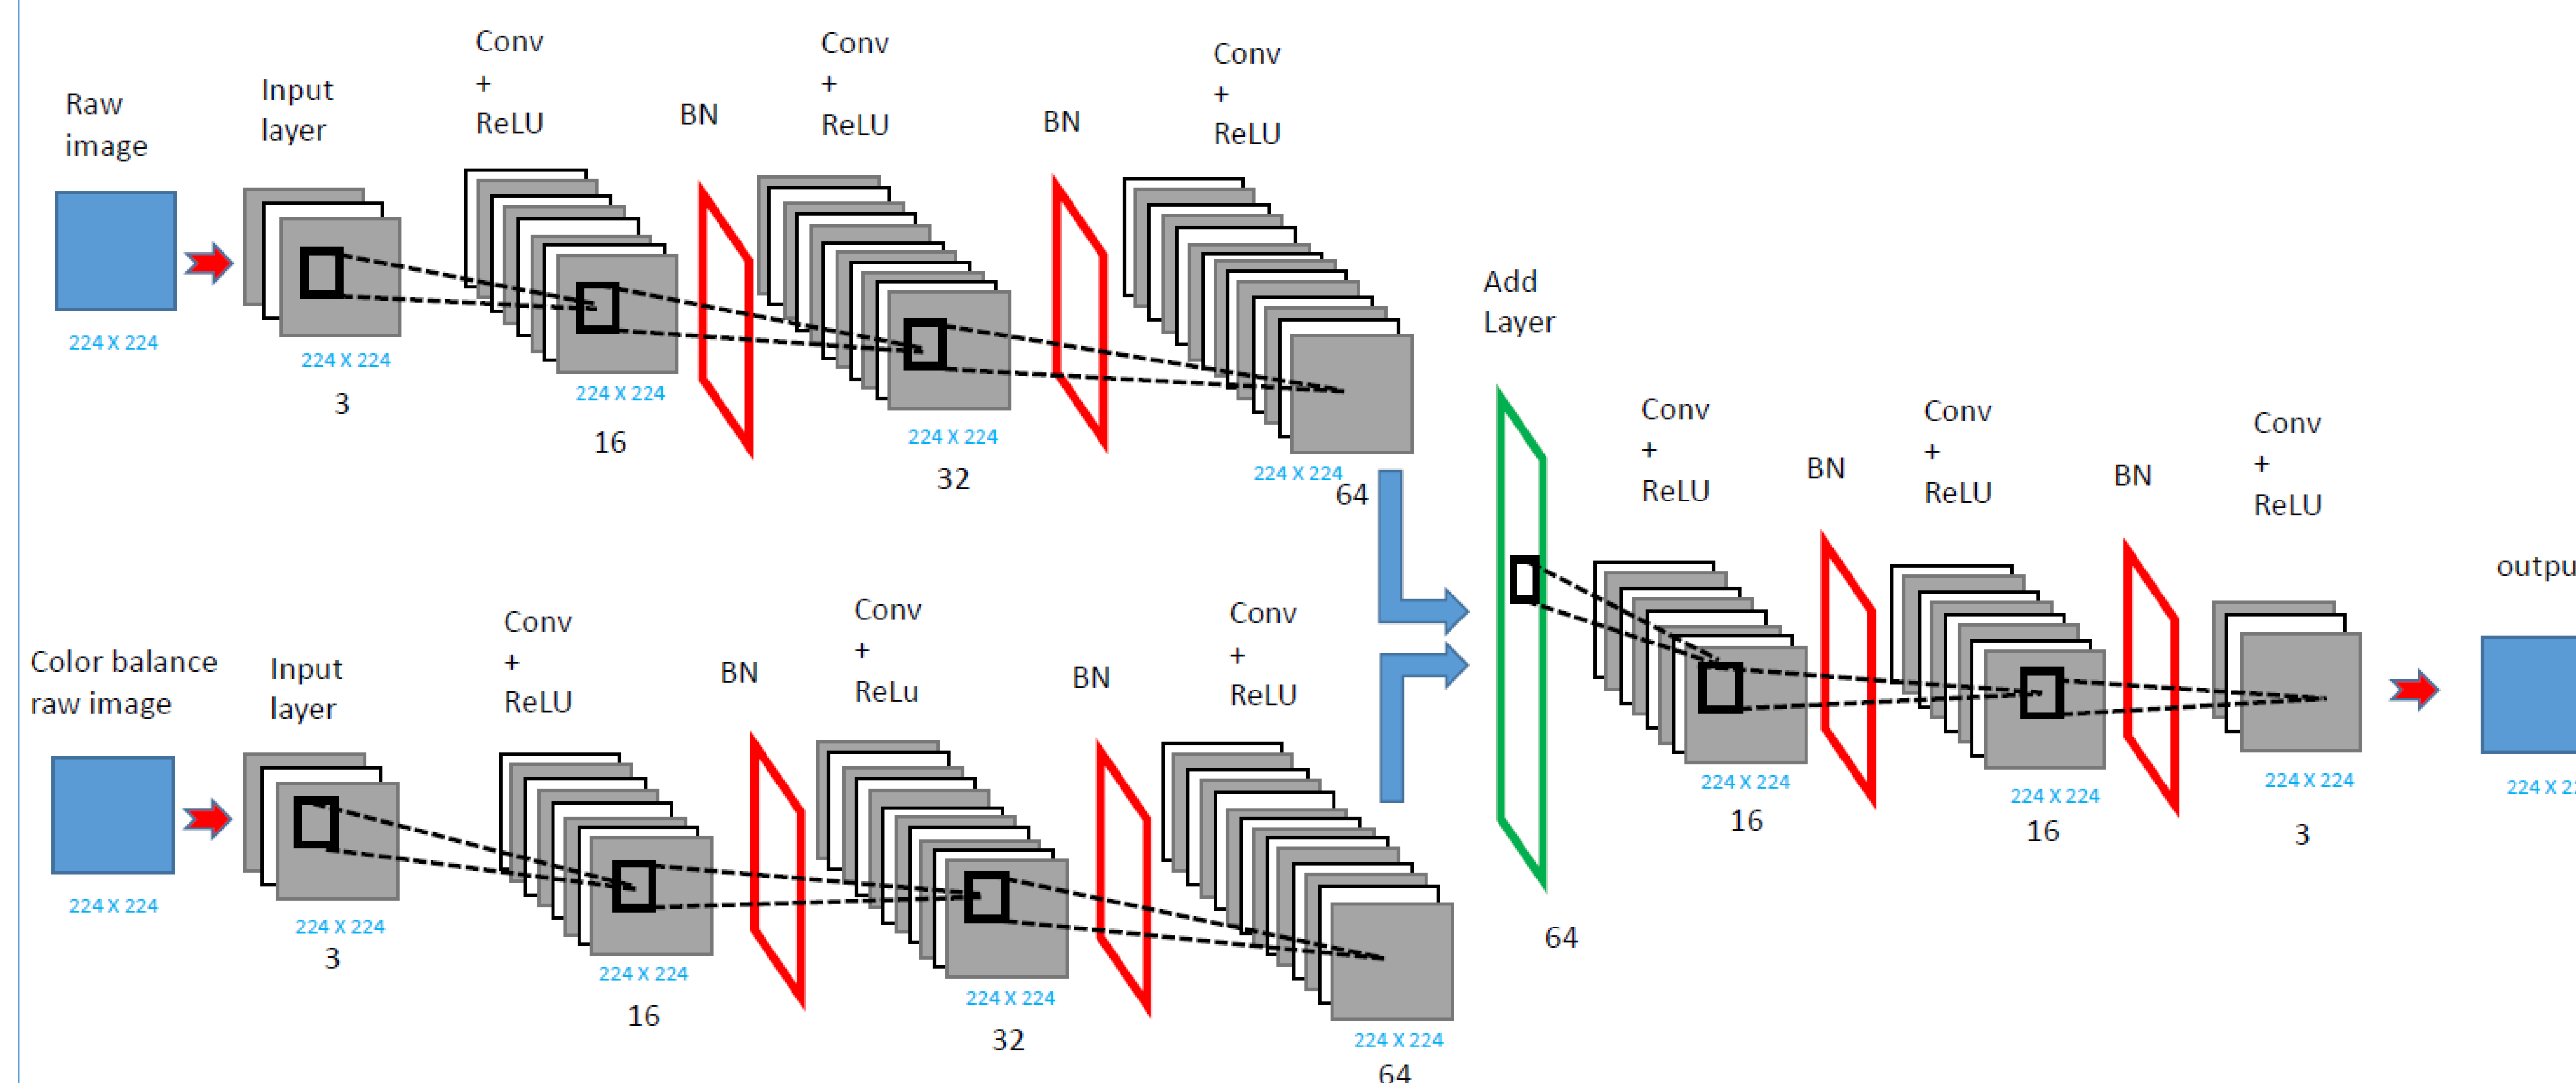 Raw
image
224 X 224
Input
layer
224 X 224
3
Conv
+
ReLU
224 X 224
16
BN
Conv
+
ReLU
224 X 224
32
BN
Conv
+
ReLU
224 X 224
64
Color balance
raw image
224 X 224
Input
layer
224 X 224
3
Conv
+
ReLU
224 X 224
16
BN
Conv
+
ReLu
224 X 224
32
BN
Conv
+
ReLU
224 X 224
64
Add
Layer
64
Conv
+
ReLU
224 X 224
16
BN
Conv
+
ReLU
224 X 224
16
BN
Conv
+
ReLU
224 X 224
3
outpu
224 X 2